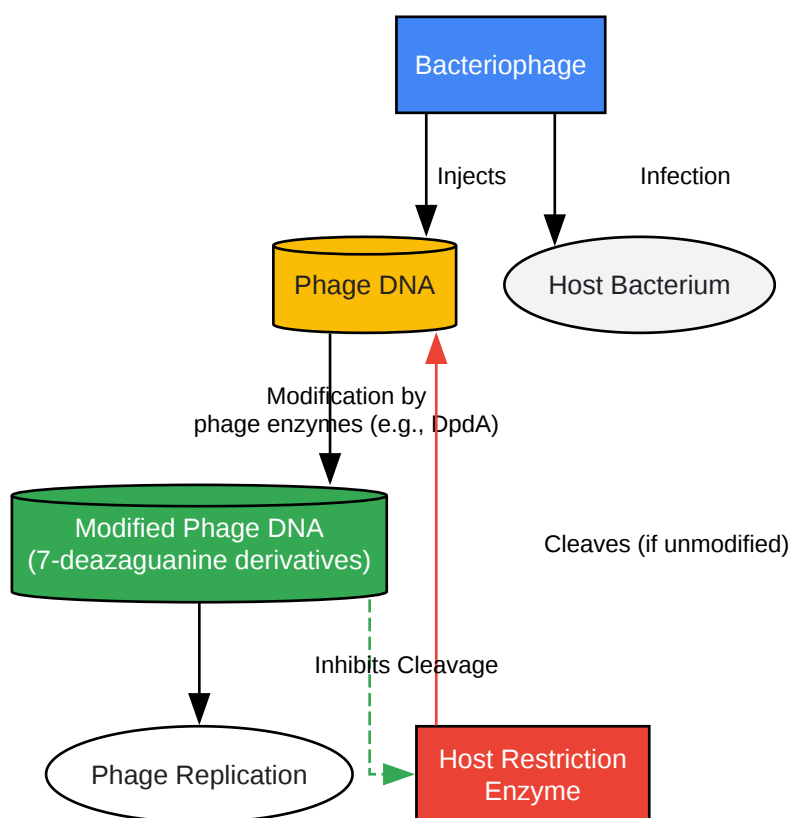 Bacteriophage
Injects
Infection
Phage DNA
Host Bacterium
Modification by
phage enzymes (e.g., DpdA)
Modified Phage DNA
(7-deazaguanine derivatives)
Cleaves (if unmodified)
Inhibits Cleavage
Phage Replication
Host Restriction
Enzyme